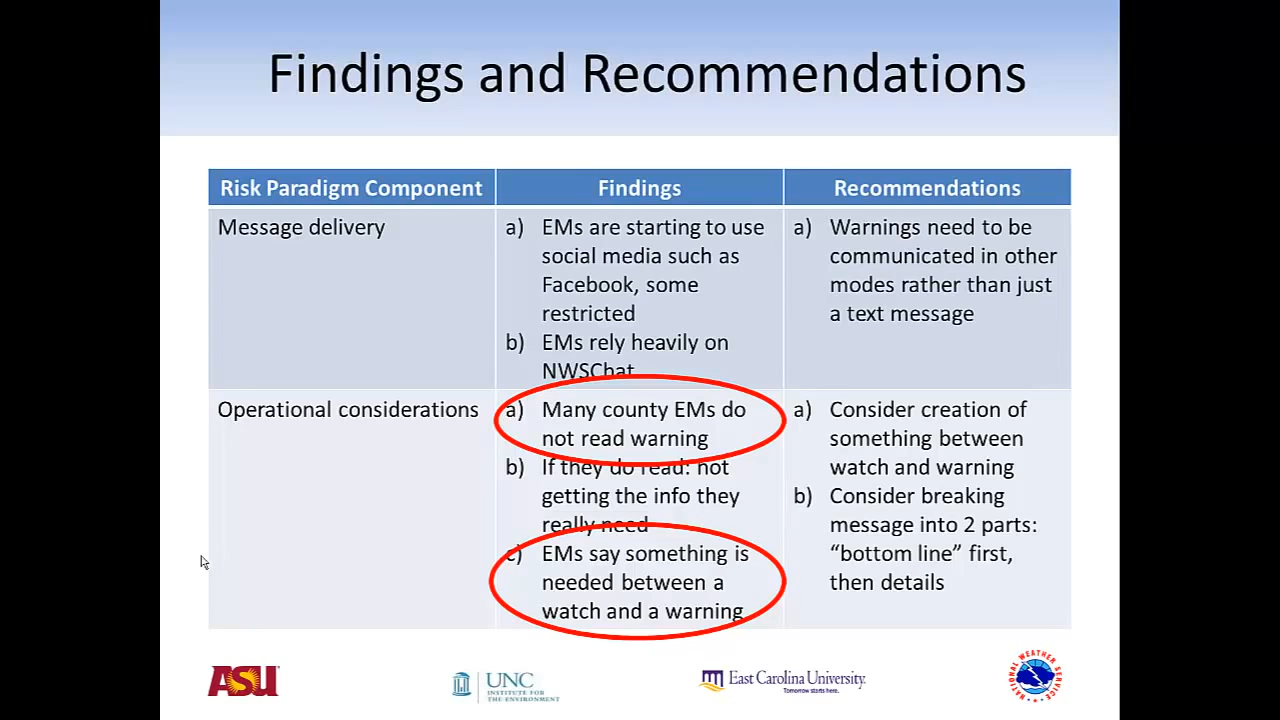 Findings and Recommendations
Risk Paradigm Component
Findings
Recommendations
Message delivery
a) EMs are starting to use
social media such as
Facebook, some
restricted
b) EMs rely heavily on
NWSChat
a) Warnings need to be
communicated in other
modes rather than just
a text message
Operational considerations
a) Many county EMs do
not read warning
b) If they do read: not
getting the info they
really need
c) EMs say something is
needed between a
watch and a warning
a) Consider creation of
something between
watch and warning
b) Consider breaking
message into 2 parts:
“bottom line” first,
then details
ASU
UNC
INSTITUTE FOR
THE ENVIRONMENT
East Carolina University.
Tomorrow starts here.
NATIONAL WEATHER SERVICE